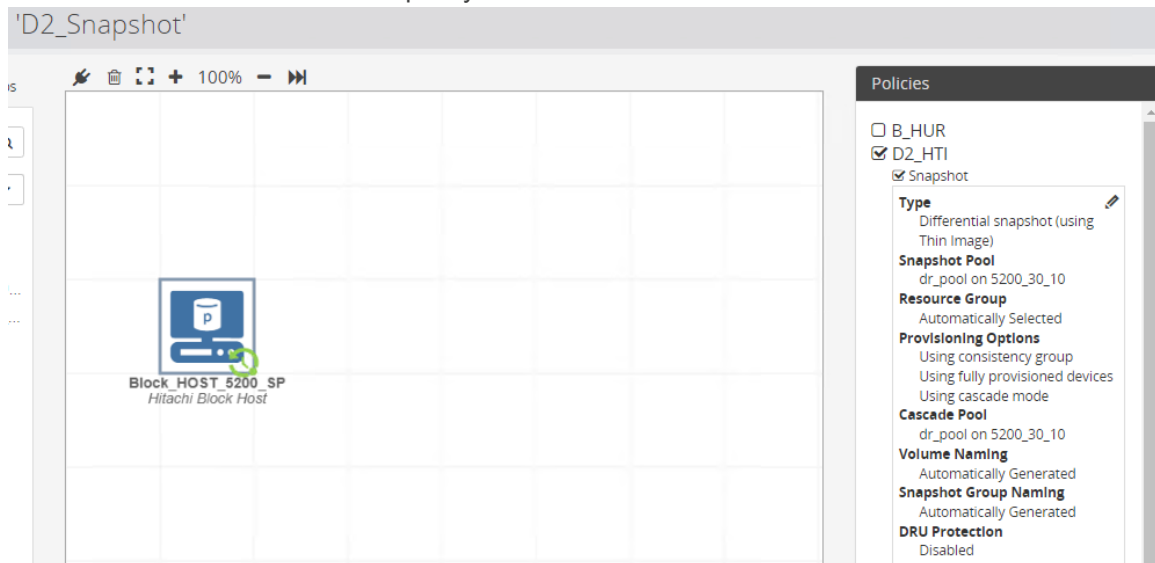 'D2_Snapshot'
100%
Policies
B_HUR
D2_HTI
Snapshot
Type
Differential snapshot (using
Thin Image)
Snapshot Pool
dr_pool on 5200_30_10
Resource Group
Automatically Selected
Provisioning Options
Using consistency group
Using fully provisioned devices
Using cascade mode
Cascade Pool
dr_pool on 5200_30_10
Volume Naming
Automatically Generated
Snapshot Group Naming
Automatically Generated
DRU Protection
Disabled
P
Block_HOST_5200_SP
Hitachi Block Host